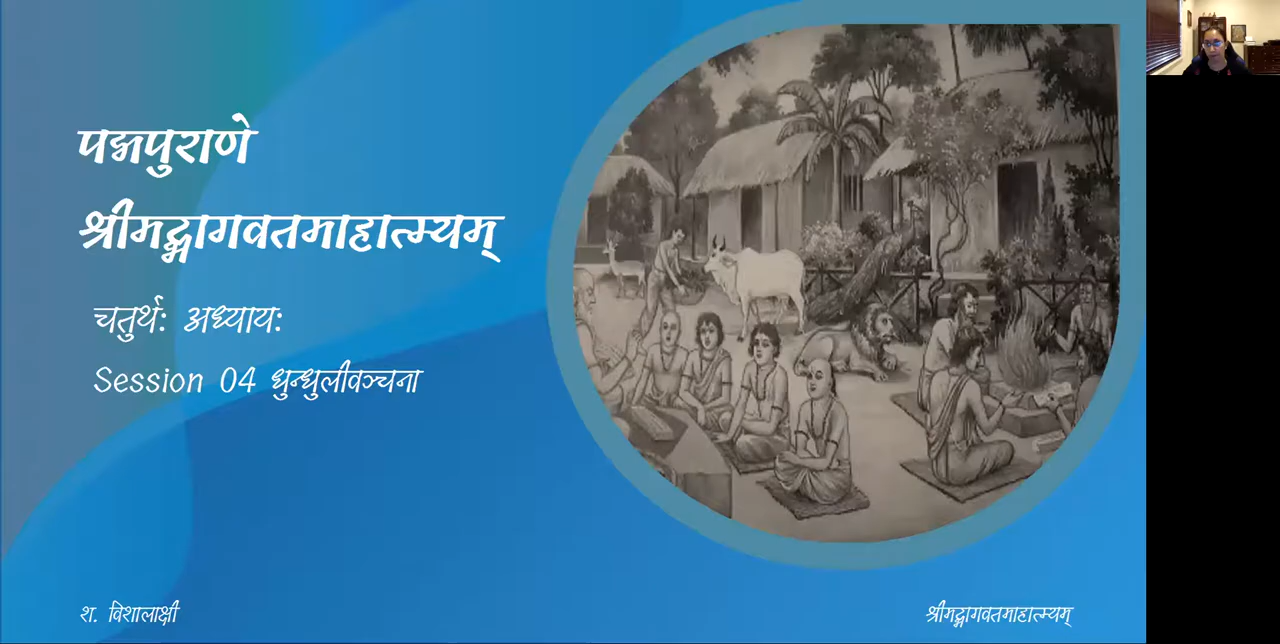 पद्मपुराणे
श्रीमद्भागवतमाहात्म्यम्
चतुर्थः अध्यायः
Session 04 धुन्धुलीवञ्चना
श. विशालाक्षी
श्रीमद्भागवतमाहात्म्यम्